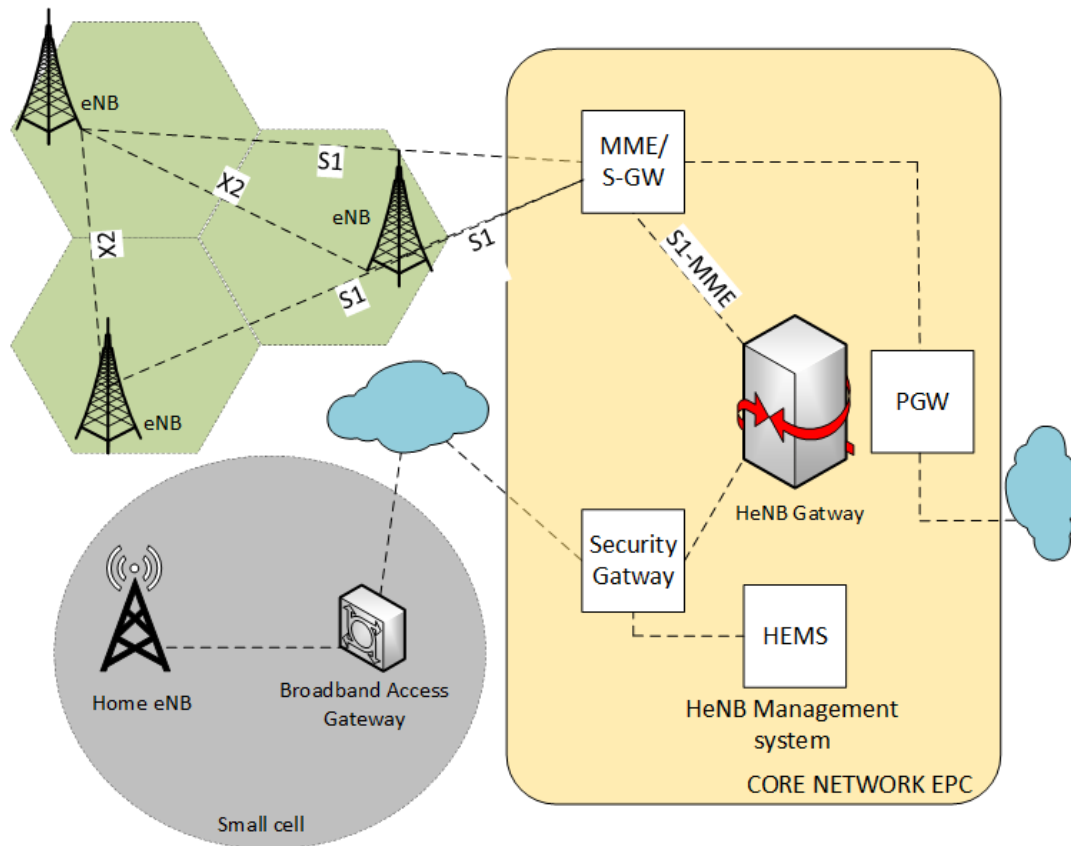 eNB
S1
X2
X2
eNB
S1
S1
eNB
MME/
S-GW
S1-MME
PGW
HeNB Gatway
Security
Gatway
HEMS
HeNB Management
system
CORE NETWORK EPC
Home eNB
Broadband Access
Gateway
Small cell